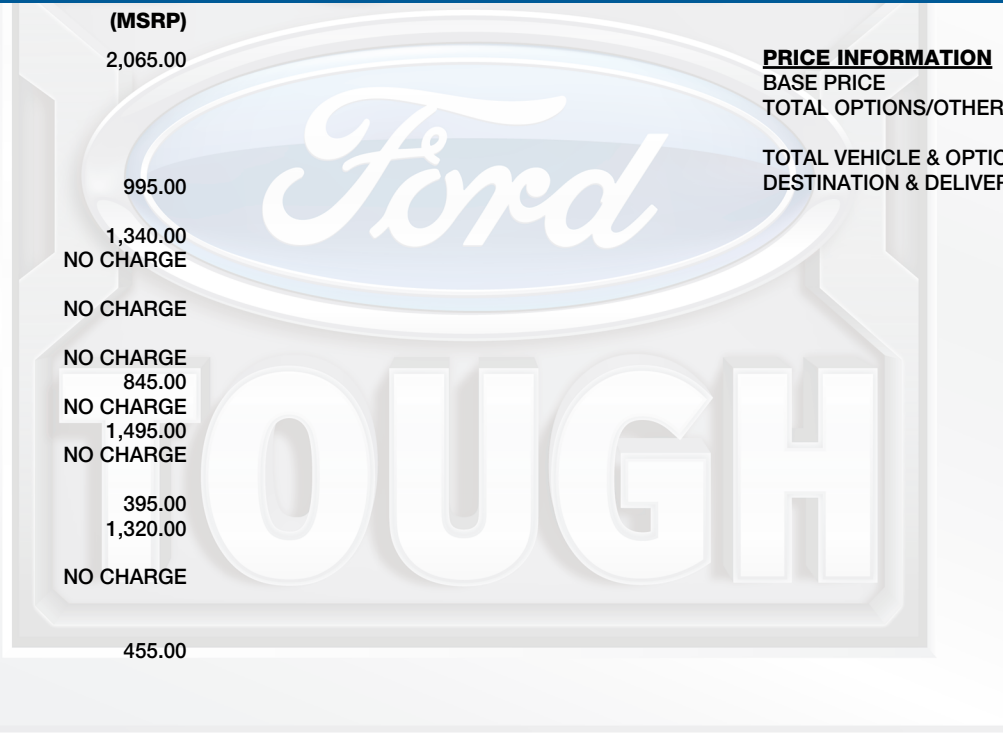 (MSRP)
2,065.00
995.00
1,340.00
NO CHARGE
NO CHARGE
NO CHARGE
845.00
NO CHARGE
1,495.00
NO CHARGE
395.00
1,320.00
NO CHARGE
455.00
PRICE INFORMATION
BASE PRICE
TOTAL OPTIONS/OTHER
TOTAL VEHICLE & OPTIO
DESTINATION & DELIVER
Ford
TOUGH